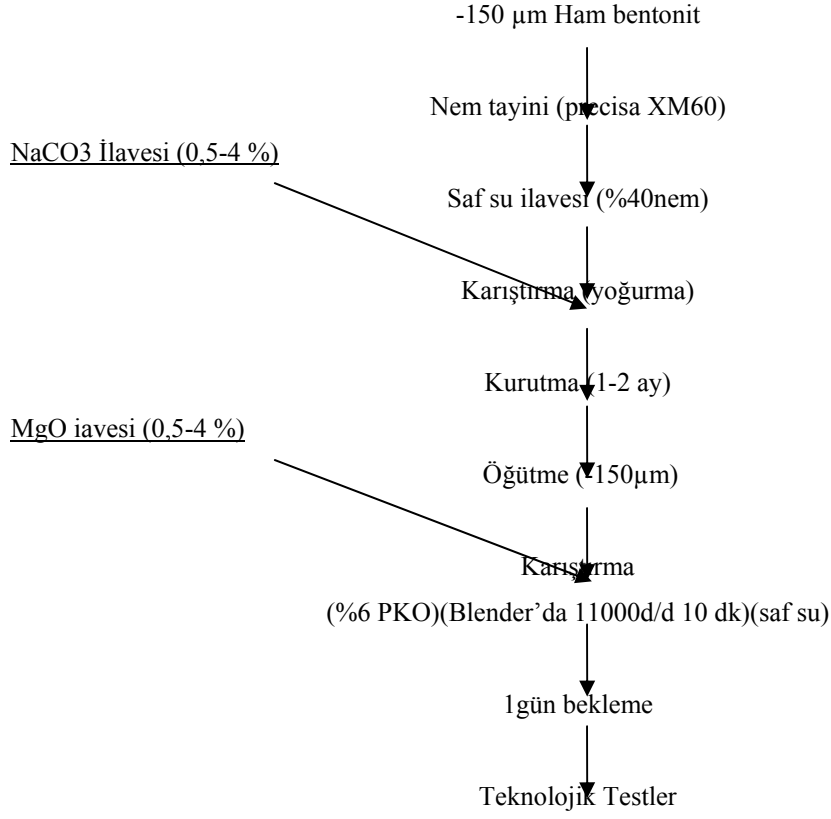 -150 µm Ham bentonit
Nem tayini (precisa XM60)
NaCO3 İlavesi (0,5-4 %)
Saf su ilavesi (%40nem)
Karıştırma (yoğurma)
Kurutma (1-2 ay)
MgO iavesi (0,5-4 %)
Öğütme (-150µm)
Karıştırma
(%6 PKO)(Blender’da 11000d/d 10 dk)(saf su)
1gün bekleme
Teknolojik Testler